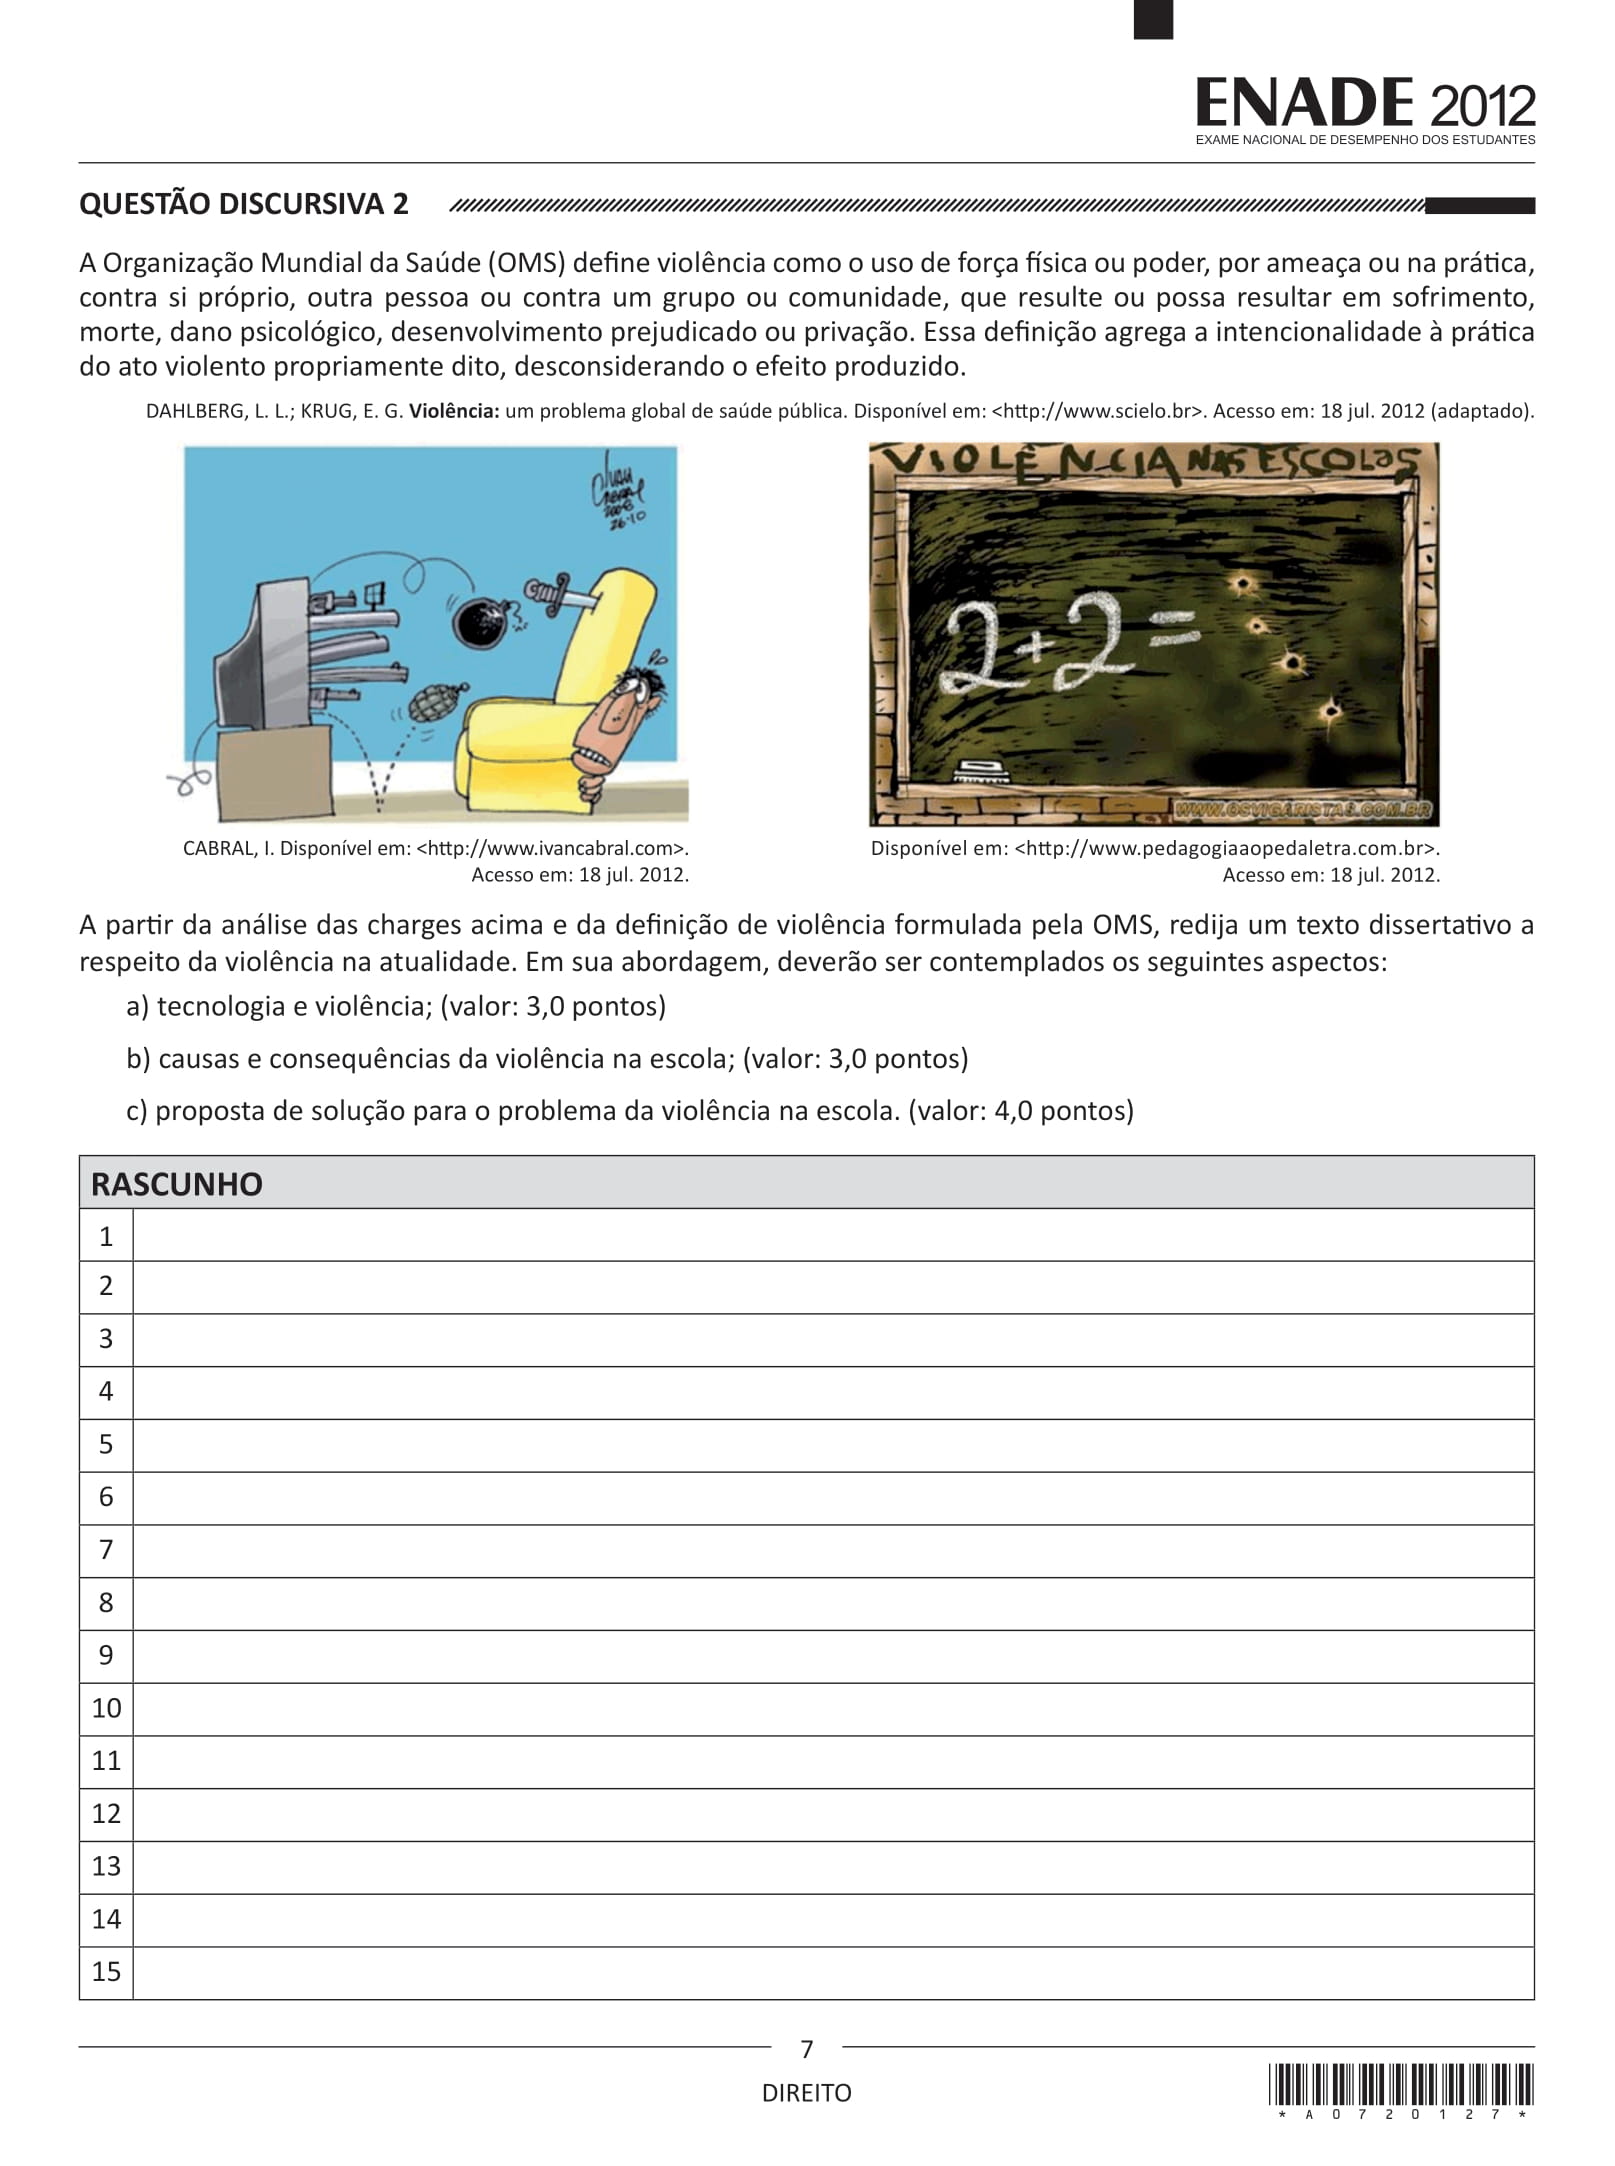 ENADE 2012
EXAME NACIONAL DE DESEMPENHO DOS ESTUDANTES
QUESTÃO DISCURSIVA 2
A Organização Mundial da Saúde (OMS) define violência como o uso de força física ou poder, por ameaça ou na prática,
contra si próprio, outra pessoa ou contra um grupo ou comunidade, que resulte ou possa resultar em sofrimento,
morte, dano psicológico, desenvolvimento prejudicado ou privação. Essa definição agrega a intencionalidade à prática
do ato violento propriamente dito, desconsiderando o efeito produzido.
DAHLBERG, L. L.; KRUG, E. G. Violência: um problema global de saúde pública. Disponível em: <http://www.scielo.br>. Acesso em: 18 jul. 2012 (adaptado).
Ivan
Cabral
2008
26-10
VIOLÊNCIA NAS ESCOLAS
2+2=
WWW.OSVIGARISTAS.COM.BR
CABRAL, I. Disponível em: <http://www.ivancabral.com>.
Acesso em: 18 jul. 2012.
Disponível em: <http://www.pedagogiaaopedaletra.com.br>.
Acesso em: 18 jul. 2012.
A partir da análise das charges acima e da definição de violência formulada pela OMS, redija um texto dissertativo a
respeito da violência na atualidade. Em sua abordagem, deverão ser contemplados os seguintes aspectos:
a) tecnologia e violência; (valor: 3,0 pontos)
b) causas e consequências da violência na escola; (valor: 3,0 pontos)
c) proposta de solução para o problema da violência na escola. (valor: 4,0 pontos)
RASCUNHO
1
2
3
4
5
6
7
8
9
10
11
12
13
14
15
7
DIREITO
* A 0 7 2 0 1 2 7 *